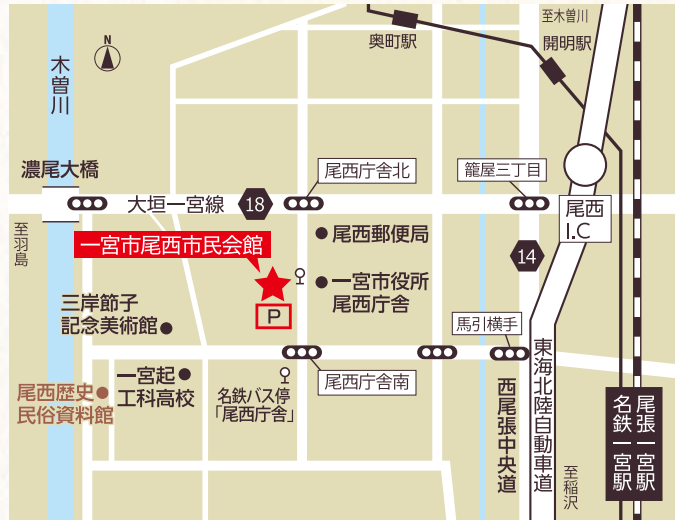 N
至木曽川
奥町駅
開明駅
木曽川
濃尾大橋
尾西庁舎北
籠屋三丁目
大垣一宮線
18
尾西
I.C
至羽島
尾西郵便局
一宮市尾西市民会館
14
一宮市役所
尾西庁舎
P
三岸節子
記念美術館
馬引横手
尾西歴史
民俗資料館
一宮起
工科高校
名鉄バス停
「尾西庁舎」
尾西庁舎南
西尾張中央道
東海北陸自動車道
至稲沢
尾張一宮駅
名鉄一宮駅